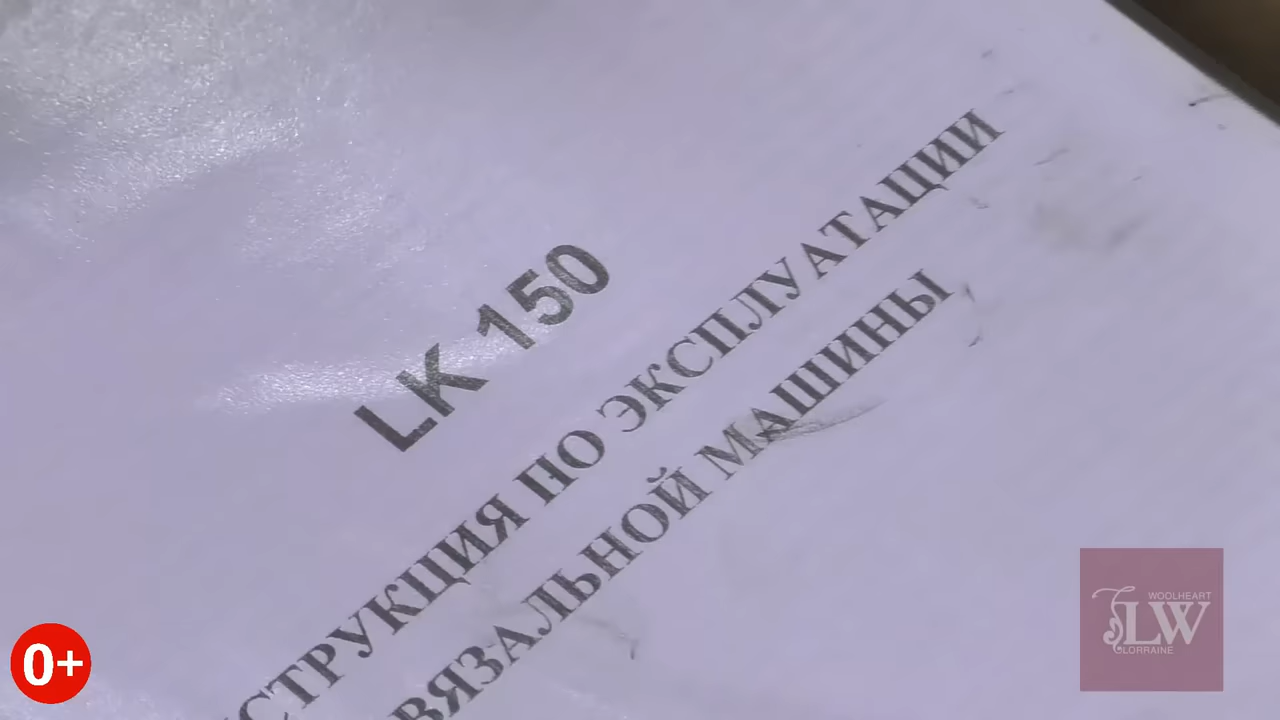 LK 150
СТРУКЦИЯ ПО ЭКСПЛУАТАЦИИ
ВЯЗАЛЬНОЙ МАШИНЫ
0+
WOOLHEART
LW
LORRAINE